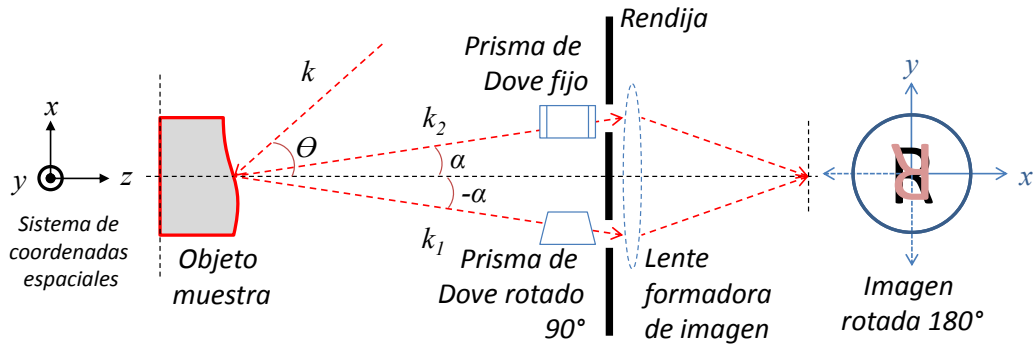 x
y
z
Sistema de
coordenadas
espaciales
Objeto
muestra
k
Θ
k2
α
-α
k1
Prisma de
Dove fijo
Prisma de
Dove rotado
90°
Rendija
Lente
formadora
de imagen
y
x
R
R
Imagen
rotada 180°